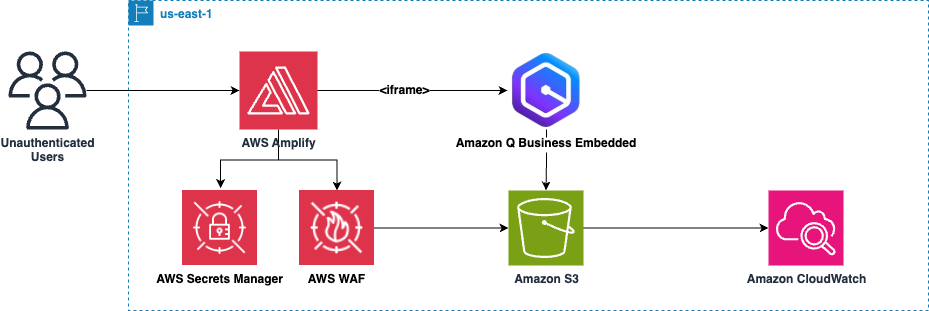 us-east-1
<iframe>
Unauthenticated
Users
AWS Amplify
Amazon Q Business Embedded
AWS Secrets Manager
AWS WAF
Amazon S3
Amazon CloudWatch